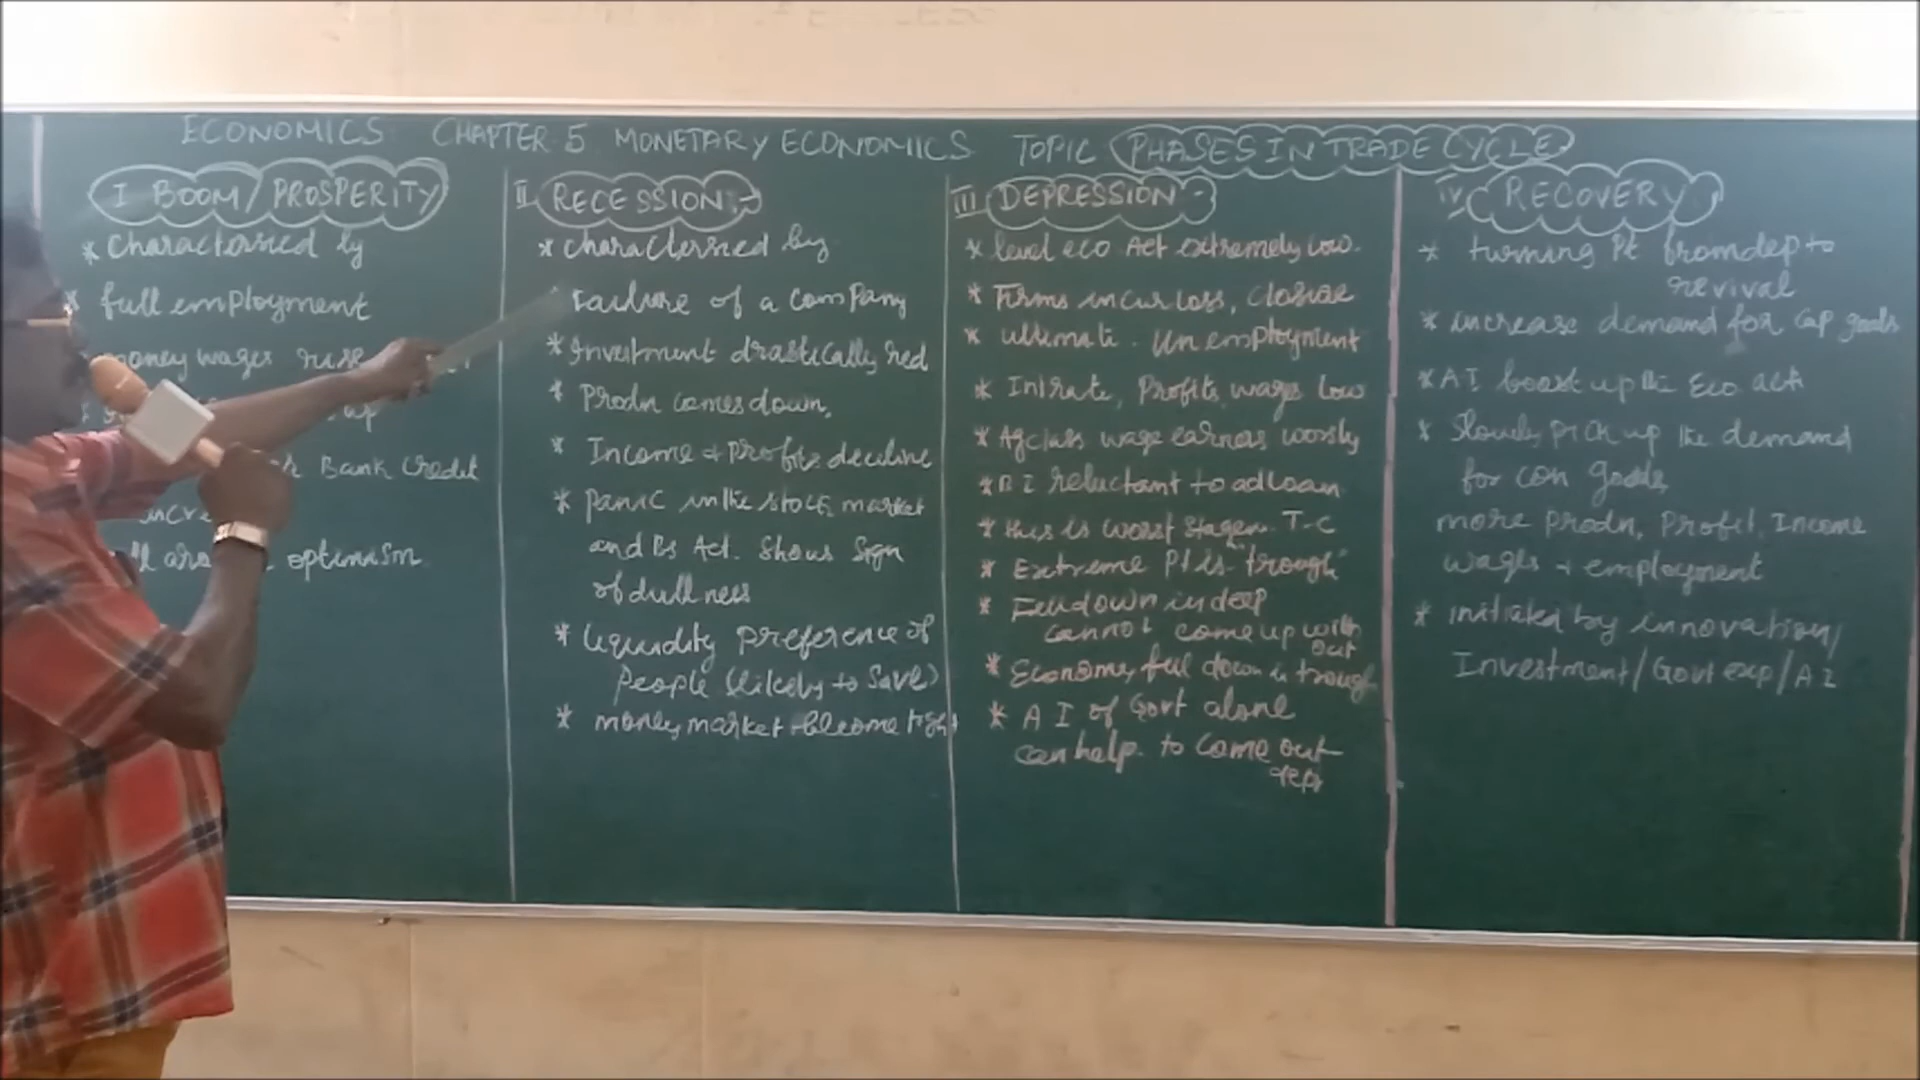 ECONOMICS CHAPTER 5 MONETARY ECONOMICS TOPIC PHASES IN TRADE CYCLE.
I BOOM/PROSPERITY
* Characterised by
* full employment
money wages rise
Bank Credit
incre
optimism
II RECESSION:-
* Characterised by
* Failure of a company
* Investment drastically red
* Prodn comes down.
* Income & Profits decline
* panic in the stock market
and Bs Act. Shows Sign
of dullness
* liquidity preference of
People (likely to Save)
* money market become
III DEPRESSION:-
* level eco Act extremely low.
* Firms incur loss, closure
* ultimate. Unemployment
* Int rate, Profits, wages low
* Ag class wage earners worstly
* B I reluctant to ad loan
* this is worst stage T-C
* Extreme Pt is "trough"
* Fell down in deep
cannot come up with
out
* Economy fell down in trough
* A I of Govt alone
can help. to come out
dep
IV RECOVERY
* turning Pt from dep to
revival
* increase demand for Cap goods
* A I boost up the Eco act
* Slowly pick up the demand
for con goods
more prodn, Profit, Income
wages & employment
* initiated by innovation/
Investment/Govt exp/A I